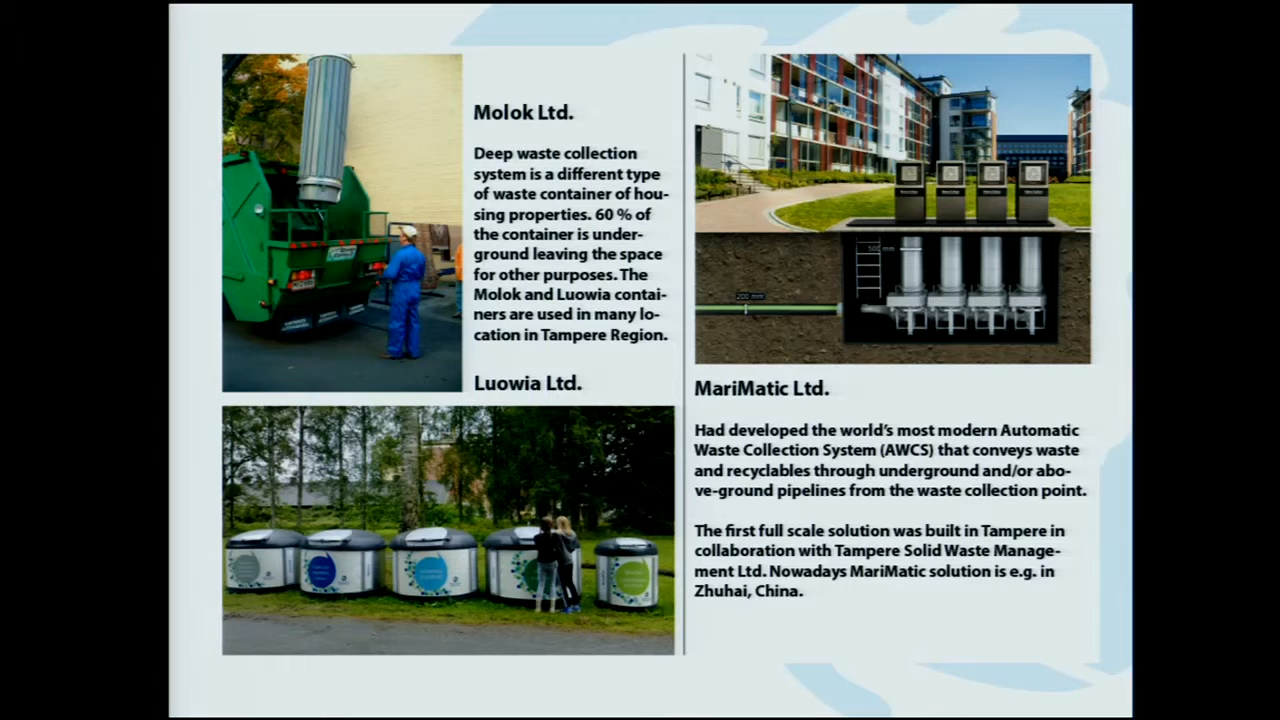 Molok Ltd.
Deep waste collection
system is a different type
of waste container of hou-
sing properties. 60 % of
the container is under-
ground leaving the space
for other purposes. The
Molok and Luowia contai-
ners are used in many lo-
cation in Tampere Region.
Luowia Ltd.
200 mm
MariMatic Ltd.
Had developed the world's most modern Automatic
Waste Collection System (AWCS) that conveys waste
and recyclables through underground and/or abo-
ve-ground pipelines from the waste collection point.
The first full scale solution was built in Tampere in
collaboration with Tampere Solid Waste Manage-
ment Ltd. Nowadays MariMatic solution is e.g. in
Zhuhai, China.